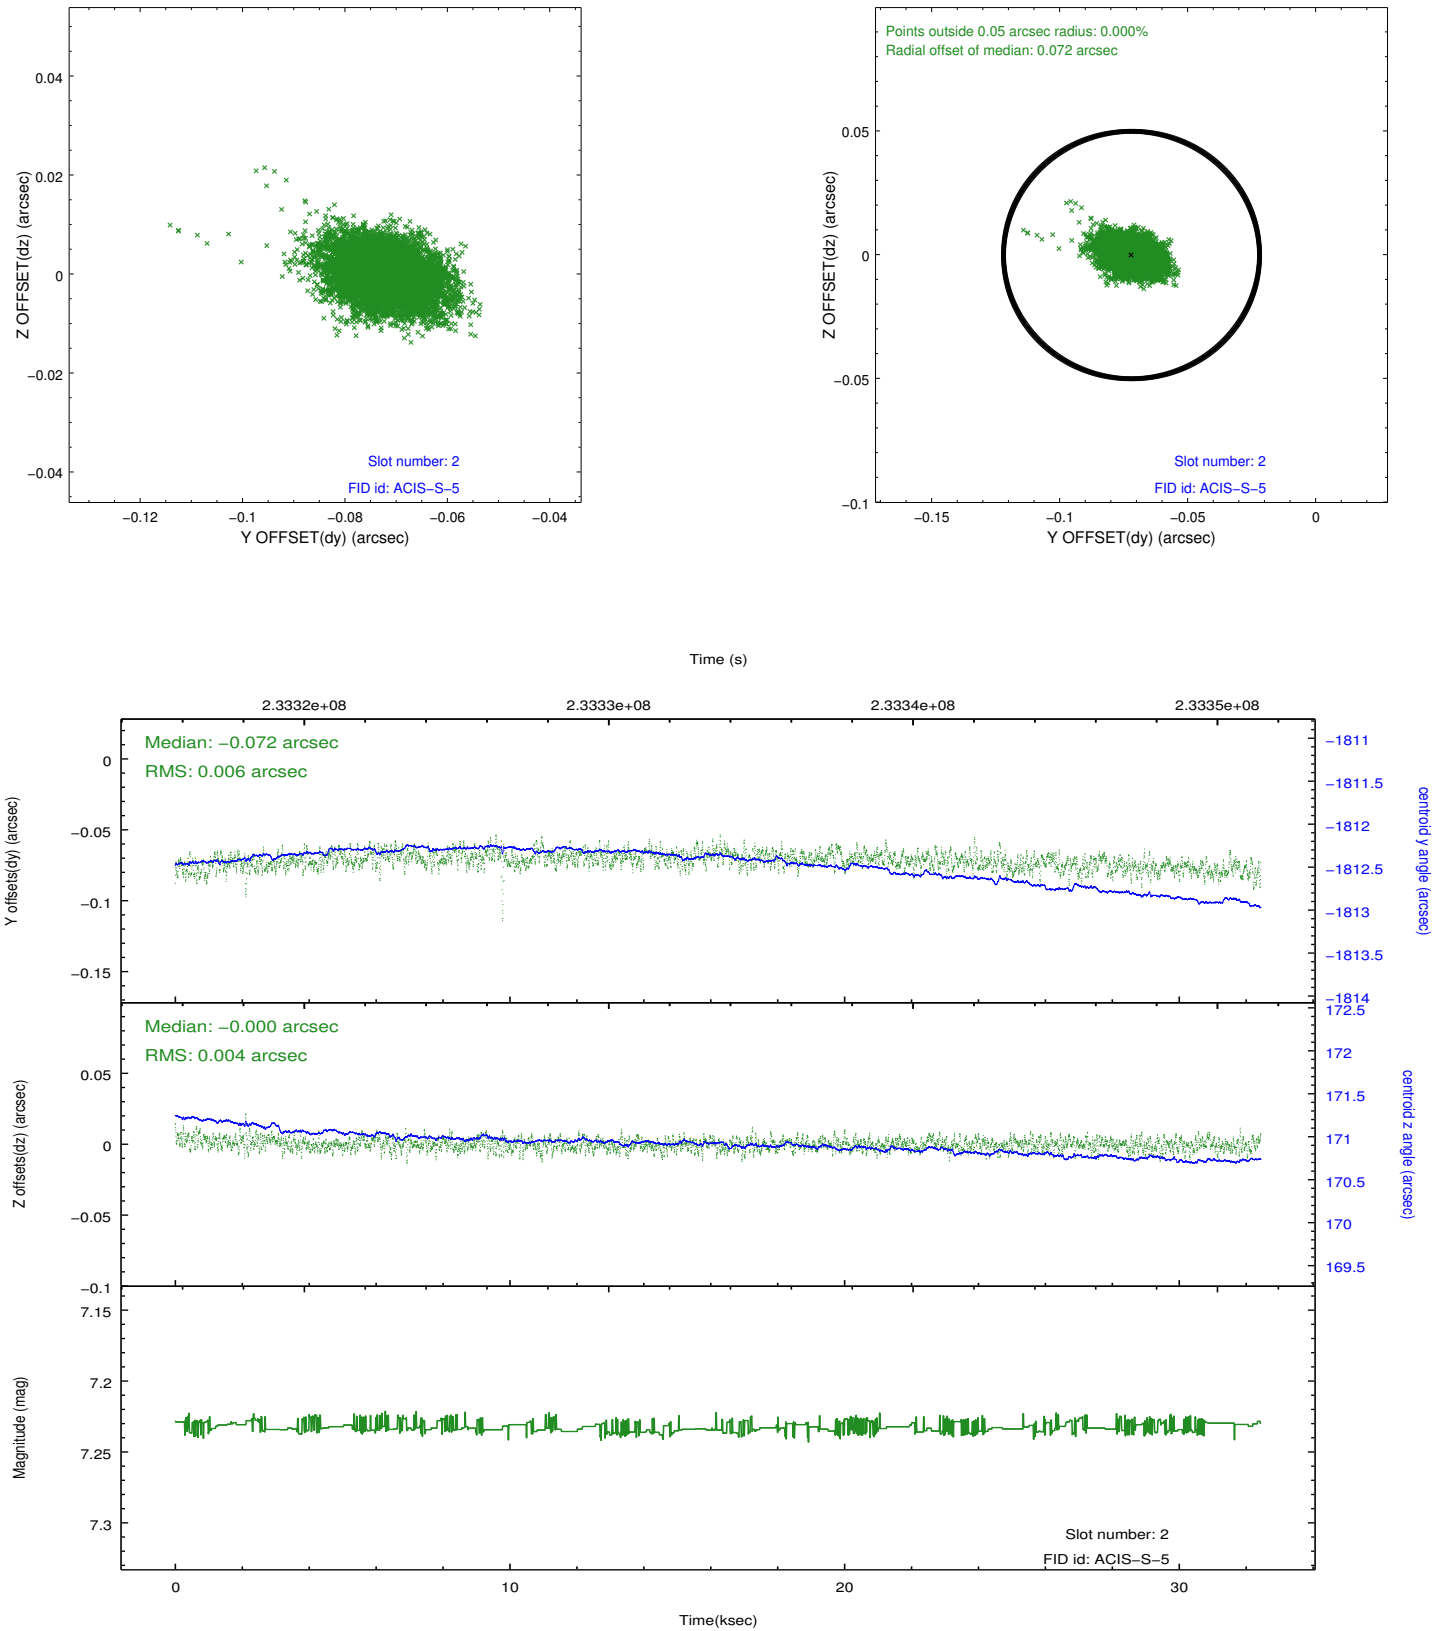 0.04
0.02
0
−0.02
−0.04
Z OFFSET(dz) (arcsec)
Slot number: 2
FID id: ACIS−S−5
−0.12
−0.1
−0.08
−0.06
−0.04
Y OFFSET(dy) (arcsec)
Points outside 0.05 arcsec radius: 0.000%
Radial offset of median: 0.072 arcsec
0.05
0
−0.05
−0.1
Z OFFSET(dz) (arcsec)
Slot number: 2
FID id: ACIS−S−5
−0.15
−0.1
−0.05
0
Y OFFSET(dy) (arcsec)
Time (s)
2.3332e+08
2.3333e+08
2.3334e+08
2.3335e+08
Median: −0.072 arcsec
RMS: 0.006 arcsec
0
−0.05
−0.1
−0.15
Y offsets(dy) (arcsec)
−1811
−1811.5
−1812
−1812.5
−1813
−1813.5
−1814
centroid y angle (arcsec)
Median: −0.000 arcsec
RMS: 0.004 arcsec
0.05
0
−0.05
−0.1
Z offsets(dz) (arcsec)
172.5
172
171.5
171
170.5
170
169.5
centroid z angle (arcsec)
7.15
7.2
7.25
7.3
Magnitude (mag)
Slot number: 2
FID id: ACIS−S−5
0
10
20
30
Time(ksec)